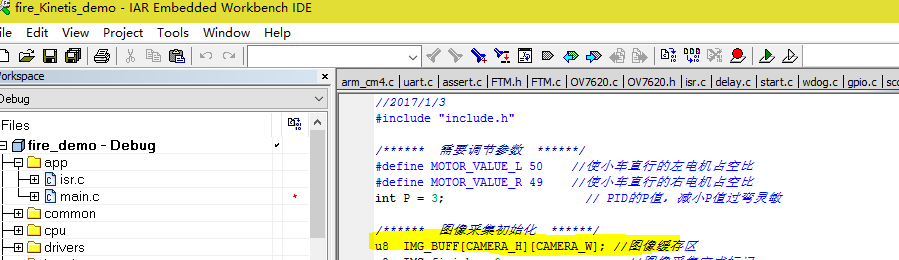 fire_Kinetis_demo - IAR Embedded Workbench IDE
File Edit View Project Tools Window Help
Workspace
Debug
Files
fire_demo - Debug
app
isr.c
main.c
common
cpu
drivers
arm_cm4.c | uart.c | assert.c | FTM.h | FTM.c | OV7620.c | OV7620.h | isr.c | delay.c | start.c | wdog.c | gpio.c
//2017/1/3
#include "include.h"
/****** 需要调节参数 ******/
#define MOTOR_VALUE_L 50 //使小车直行的左电机占空比
#define MOTOR_VALUE_R 49 //使小车直行的右电机占空比
int P = 3; // PID的P值，减小P值过弯灵敏
/****** 图像采集初始化 ******/
u8 IMG_BUFF[CAMERA_H][CAMERA_W]; //图像缓存区